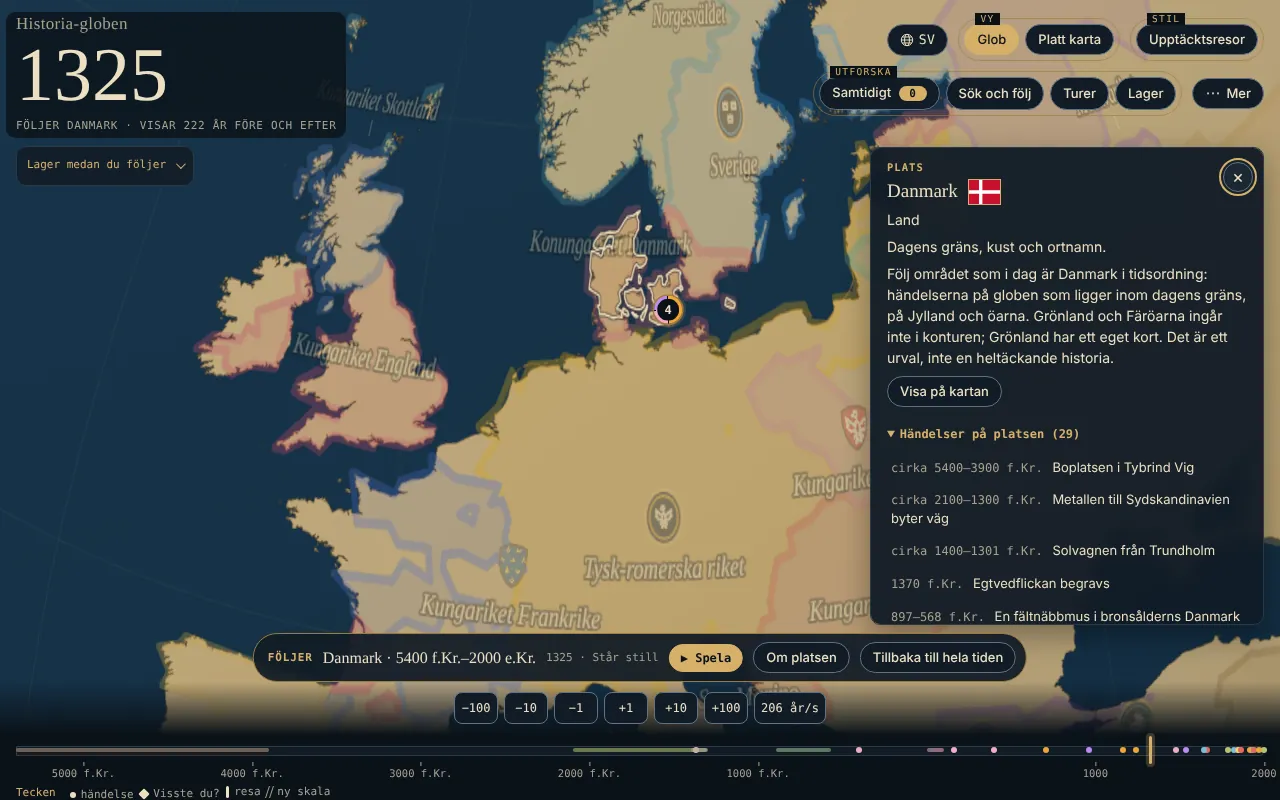 Historia-globen
1325
FÖLJER DANMARK · VISAR 222 ÅR FÖRE OCH EFTER
Lager medan du följer
VY
STIL
SV
Glob
Platt karta
Upptäcktsresor
UTFORSKA
Samtidigt 0
Sök och följ
Turer
Lager
··· Mer
Norgesväldet
Kungariket Skottland
Sverige
Konungariket Danmark
4
Kungariket England
Tysk-romerska riket
Kungariket Frankrike
PLATS
Danmark
×
Land
Dagens gräns, kust och ortnamn.
Följ området som i dag är Danmark i tidsordning:
händelserna på globen som ligger inom dagens gräns,
på Jylland och öarna. Grönland och Färöarna ingår
inte i konturen; Grönland har ett eget kort. Det är ett
urval, inte en heltäckande historia.
Visa på kartan
▼ Händelser på platsen (29)
cirka 5400–3900 f.Kr. Boplatsen i Tybrind Vig
cirka 2100–1300 f.Kr. Metallen till Sydskandinavien
byter väg
cirka 1400–1301 f.Kr. Solvagnen från Trundholm
1370 f.Kr. Egtvedflickan begravs
897–568 f.Kr. En fältnäbbmus i bronsålderns Danmark
FÖLJER Danmark · 5400 f.Kr.–2000 e.Kr. 1325 · Står still ▶ Spela Om platsen Tillbaka till hela tiden
−100 −10 −1 +1 +10 +100 206 år/s
5000 f.Kr. 4000 f.Kr. 3000 f.Kr. 2000 f.Kr. 1000 f.Kr. 1000 2000
Tecken händelse Visste du? resa // ny skala